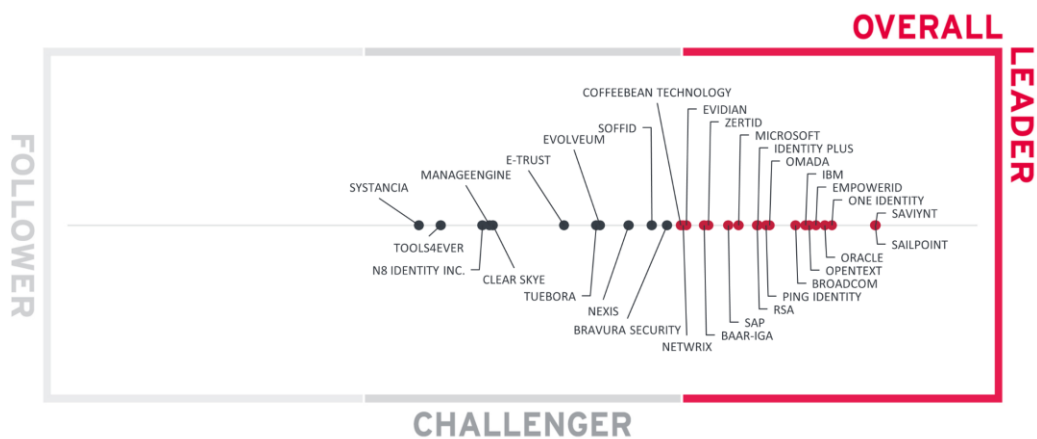 OVERALL
LEADER
FOLLOWER
CHALLENGER
COFFEEBEAN TECHNOLOGY
EVIDIAN
SOFFID
ZERTID
EVOLVEUM
MICROSOFT
IDENTITY PLUS
E-TRUST
OMADA
MANAGEENGINE
IBM
SYSTANCIA
EMPOWERID
ONE IDENTITY
SAVIYNT
TOOLS4EVER
SAILPOINT
N8 IDENTITY INC.
ORACLE
CLEAR SKYE
OPENTEXT
BROADCOM
TUEBORA
PING IDENTITY
NEXIS
RSA
BRAVURA SECURITY
SAP
NETWRIX
BAAR-IGA